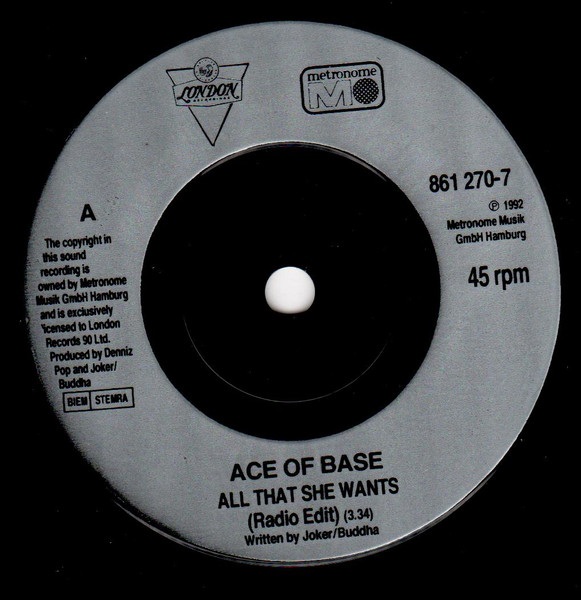 LONDON
RECORDINGS
metronome
861 270-7
℗ 1992
Metronome Musik
GmbH Hamburg
45 rpm
A
The copyright in
this sound
recording is
owned by Metronome
Musik GmbH Hamburg
and is exclusively
licensed to London
Records 90 Ltd.
Produced by Denniz
Pop and Joker/
Buddha
BIEM STEMRA
ACE OF BASE
ALL THAT SHE WANTS
(Radio Edit) (3.34)
Written by Joker/Buddha